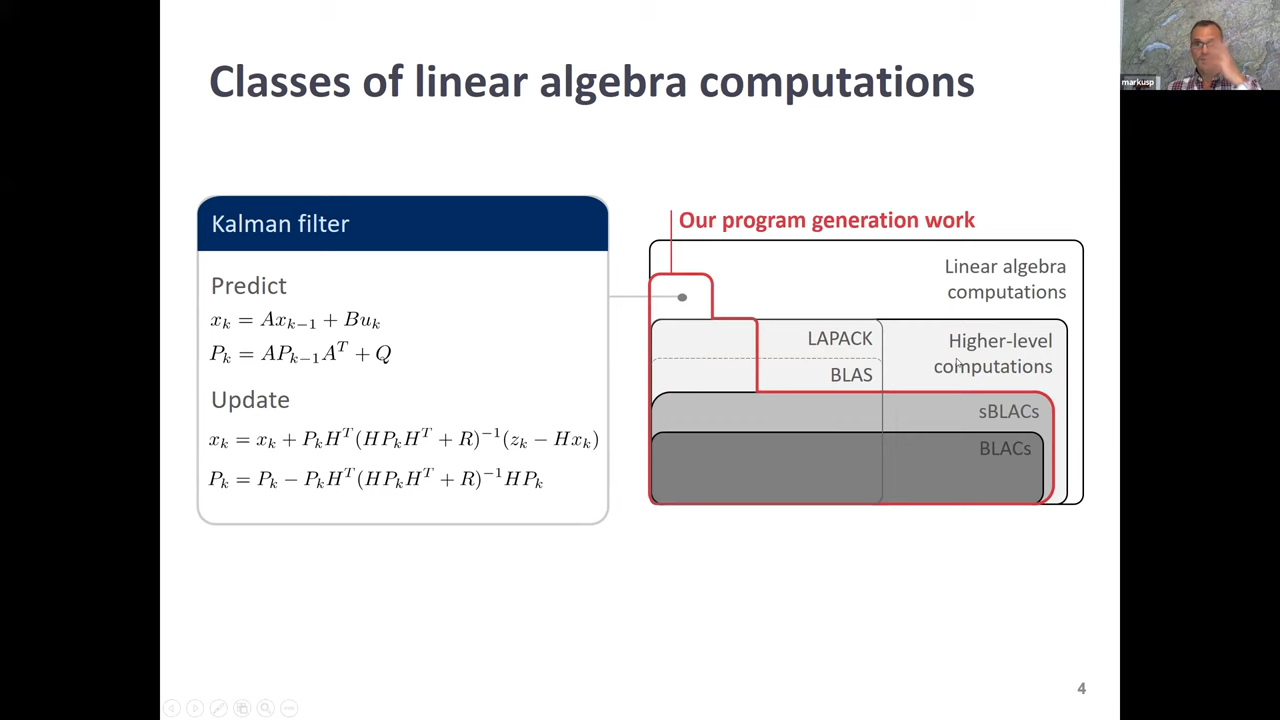 markusp
Classes of linear algebra computations
Kalman filter
Predict
x_k = Ax_{k−1} + Bu_k
P_k = AP_{k−1}A^T + Q
Update
x_k = x_k + P_kH^T(HP_kH^T + R)^{−1}(z_k − Hx_k)
P_k = P_k − P_kH^T(HP_kH^T + R)^{−1}HP_k
Our program generation work
Linear algebra
computations
LAPACK
Higher-level
computations
BLAS
sBLACs
BLACs
4